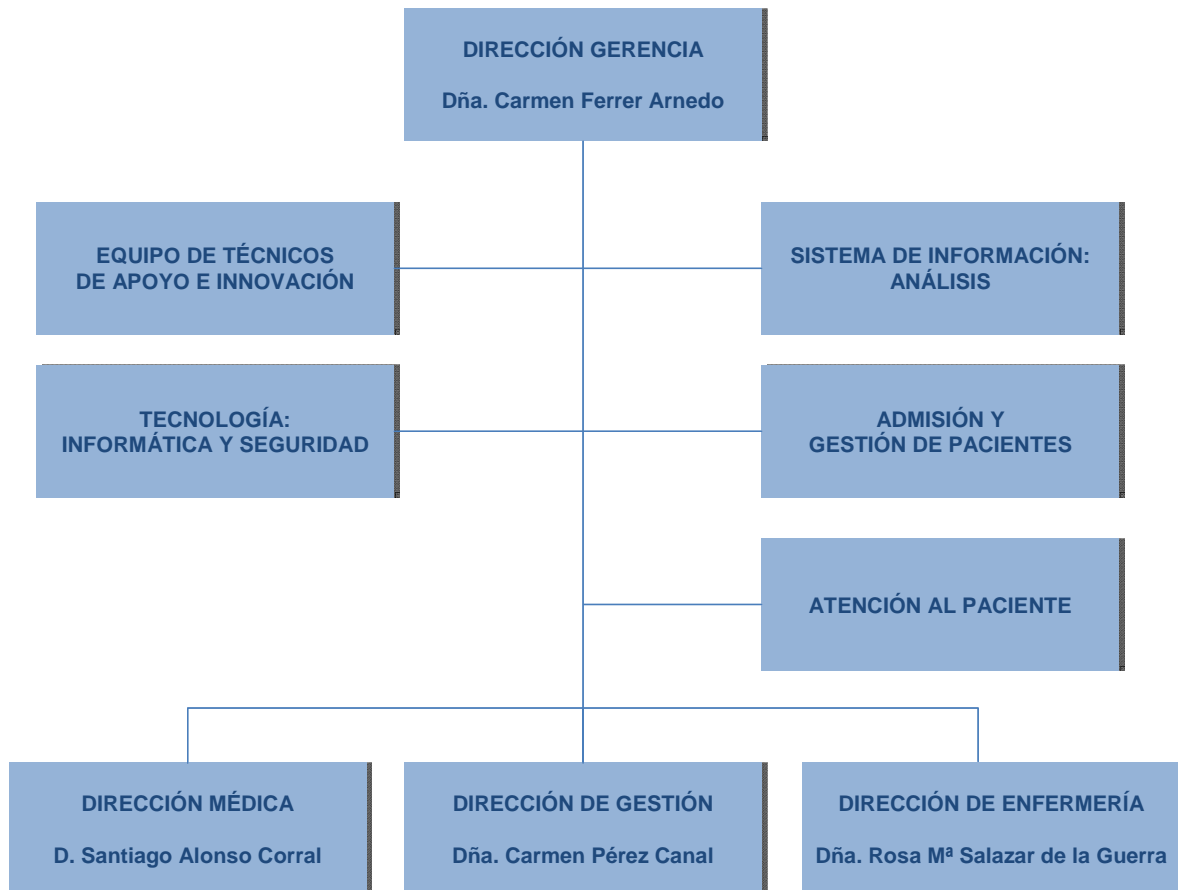 DIRECCIÓN GERENCIA
Dña. Carmen Ferrer Arnedo
EQUIPO DE TÉCNICOS
DE APOYO E INNOVACIÓN
SISTEMA DE INFORMACIÓN:
ANÁLISIS
TECNOLOGÍA:
INFORMÁTICA Y SEGURIDAD
ADMISIÓN Y
GESTIÓN DE PACIENTES
ATENCIÓN AL PACIENTE
DIRECCIÓN MÉDICA
D. Santiago Alonso Corral
DIRECCIÓN DE GESTIÓN
Dña. Carmen Pérez Canal
DIRECCIÓN DE ENFERMERÍA
Dña. Rosa Mª Salazar de la Guerra